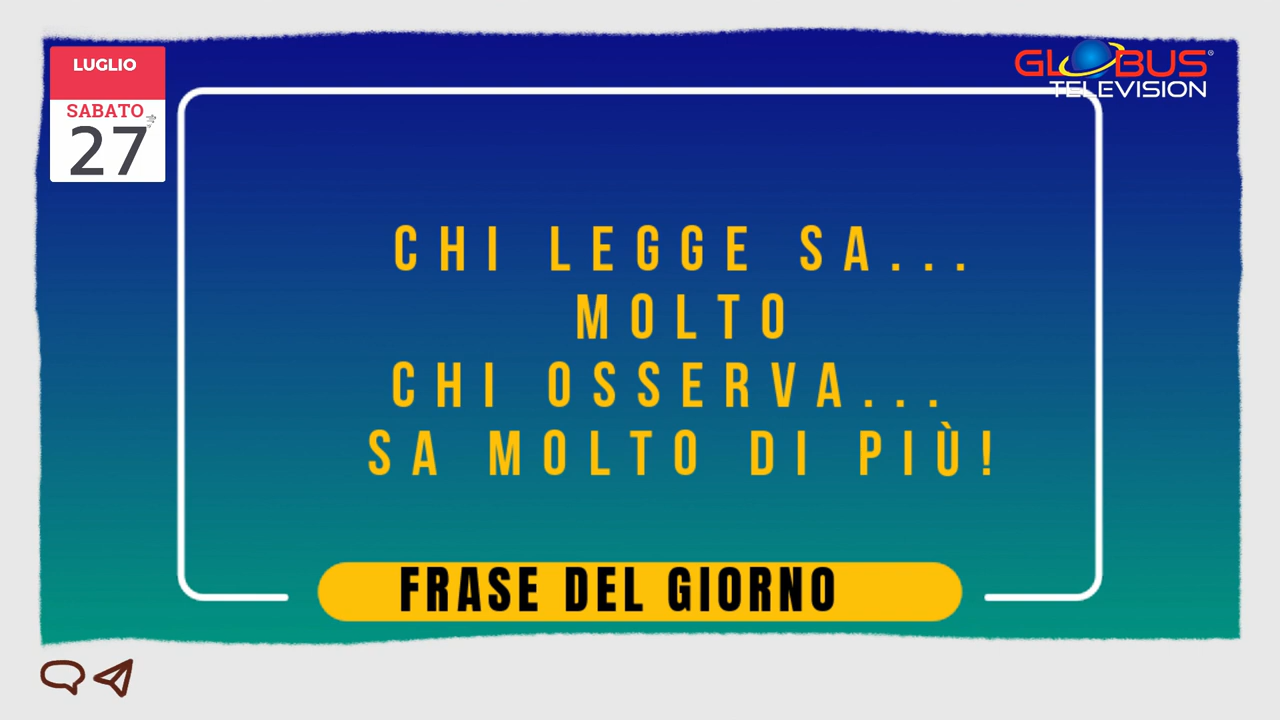 LUGLIO
SABATO
27
GLOBUS®
TELEVISION
CHI LEGGE SA...
MOLTO
CHI OSSERVA...
SA MOLTO DI PIÙ!
FRASE DEL GIORNO